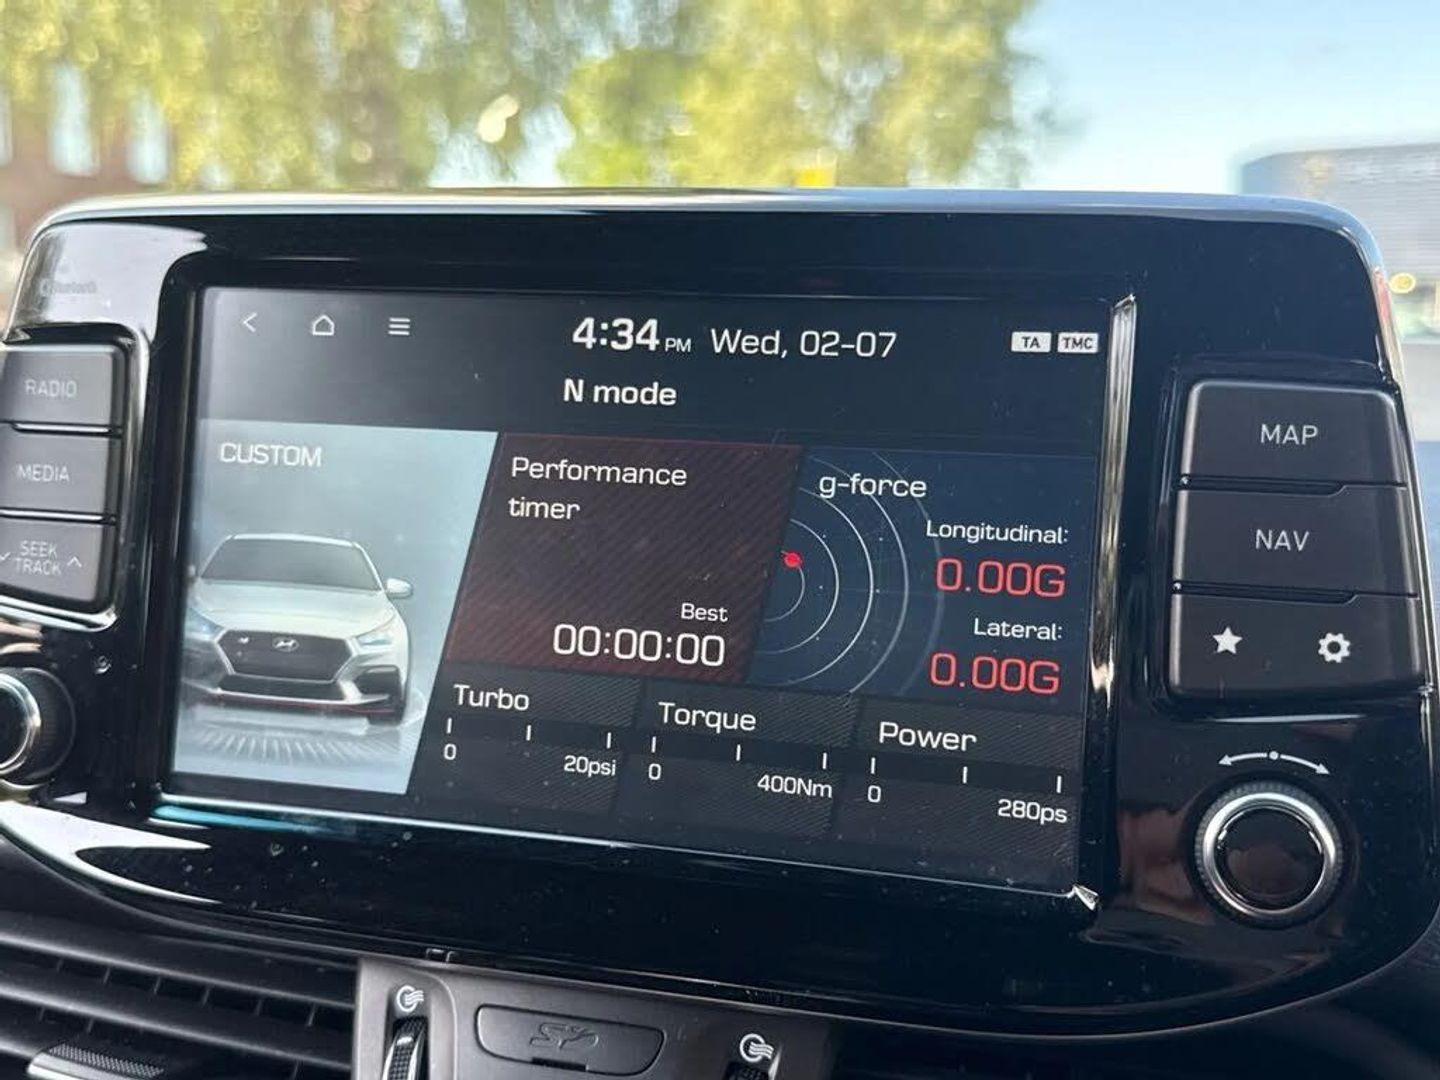 Bluetooth
4:34 PM Wed, 02-07
TA TMC
N mode
RADIO
MEDIA
SEEK
TRACK
CUSTOM
Performance
timer
Best
00:00:00
g-force
Longitudinal:
0.00G
Lateral:
0.00G
Turbo
0 20psi
Torque
0 400Nm
Power
0 280ps
MAP
NAV